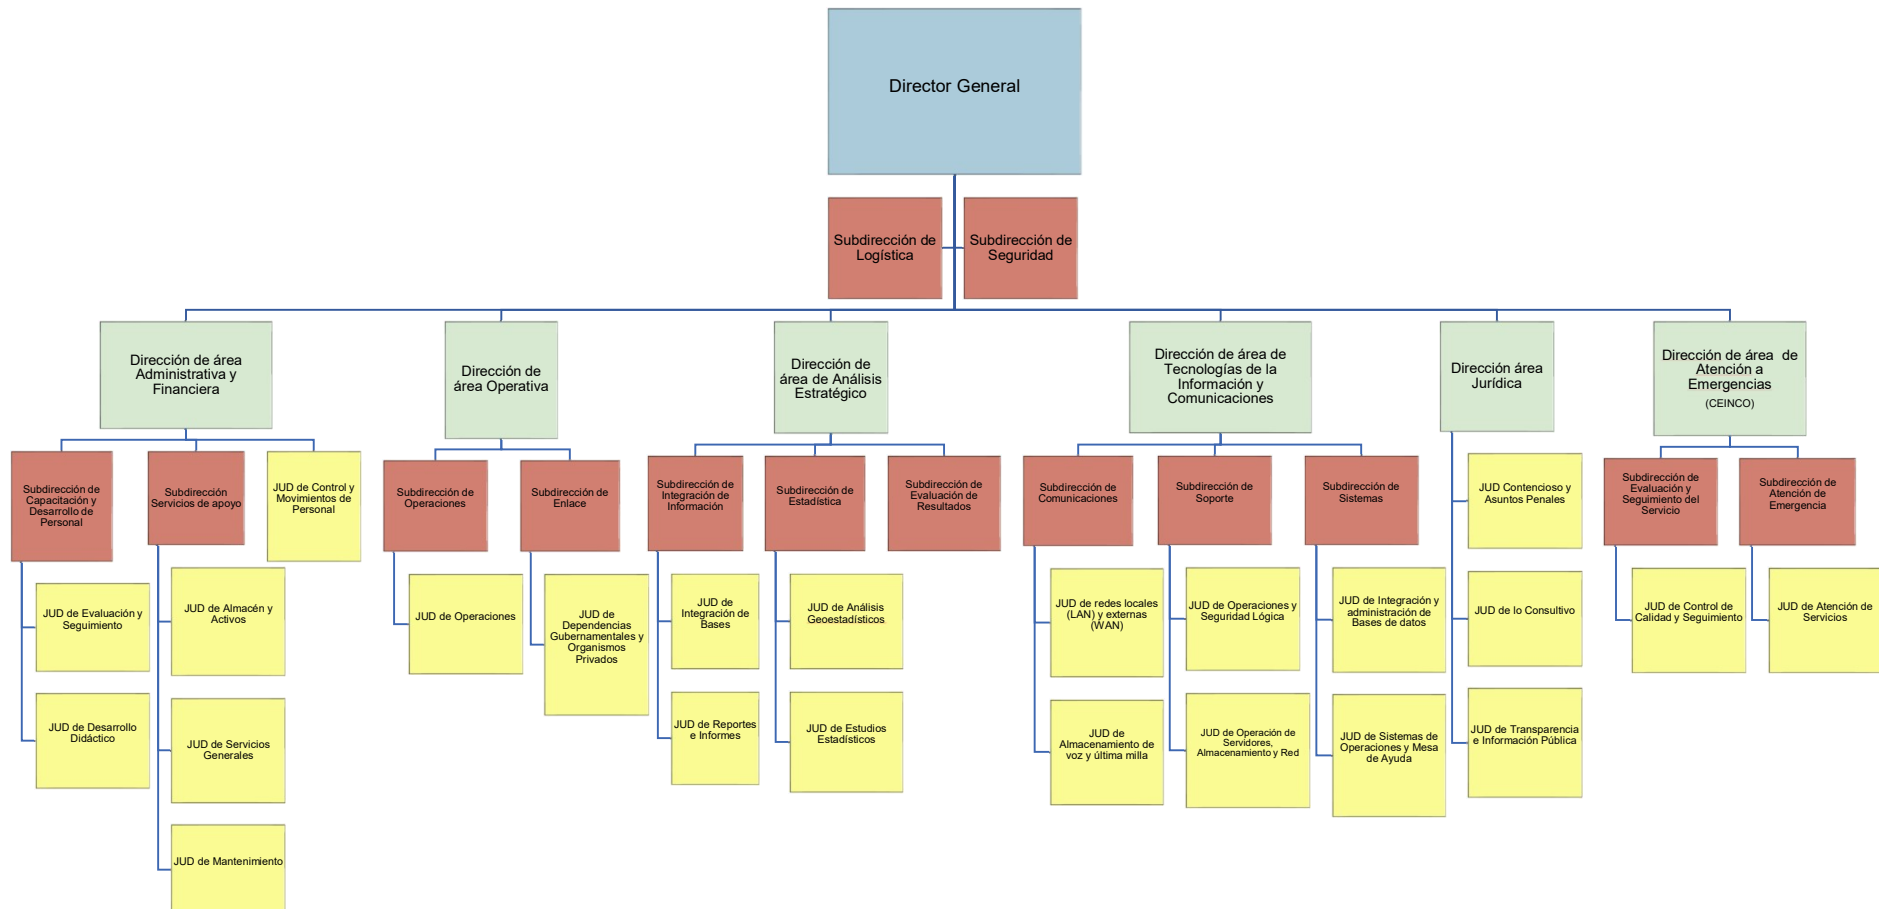 Director General
Subdirección de
Logística
Subdirección de
Seguridad
Dirección de área
Administrativa y
Financiera
Dirección de
área Operativa
Dirección de
área de Análisis
Estratégico
Dirección de área de
Tecnologías de la
Información y
Comunicaciones
Dirección área
Jurídica
Dirección de área de
Atención a
Emergencias
(CEINCO)
Subdirección de
Capacitación y
Desarrollo de
Personal
Subdirección
Servicios de apoyo
JUD de Control y
Movimientos de
Personal
Subdirección de
Operaciones
Subdirección de
Enlace
Subdirección de
Integración de
Información
Subdirección de
Estadística
Subdirección de
Evaluación de
Resultados
Subdirección de
Comunicaciones
Subdirección de
Soporte
Subdirección de
Sistemas
JUD Contencioso y
Asuntos Penales
Subdirección de
Evaluación y
Seguimiento del
Servicio
Subdirección de
Atención de
Emergencia
JUD de Evaluación y
Seguimiento
JUD de Almacén y
Activos
JUD de Operaciones
JUD de
Dependencias
Gubernamentales y
Organismos
Privados
JUD de
Integración de
Bases
JUD de Análisis
Geoestadísticos
JUD de redes locales
(LAN) y externas
(WAN)
JUD de Operaciones y
Seguridad Lógica
JUD de Integración y
administración de
Bases de datos
JUD de lo Consultivo
JUD de Control de
Calidad y Seguimiento
JUD de Atención de
Servicios
JUD de Desarrollo
Didáctico
JUD de Servicios
Generales
JUD de Reportes
e Informes
JUD de Estudios
Estadísticos
JUD de
Almacenamiento de
voz y última milla
JUD de Operación de
Servidores,
Almacenamiento y Red
JUD de Sistemas de
Operaciones y Mesa
de Ayuda
JUD de Transparencia
e Información Pública
JUD de Mantenimiento